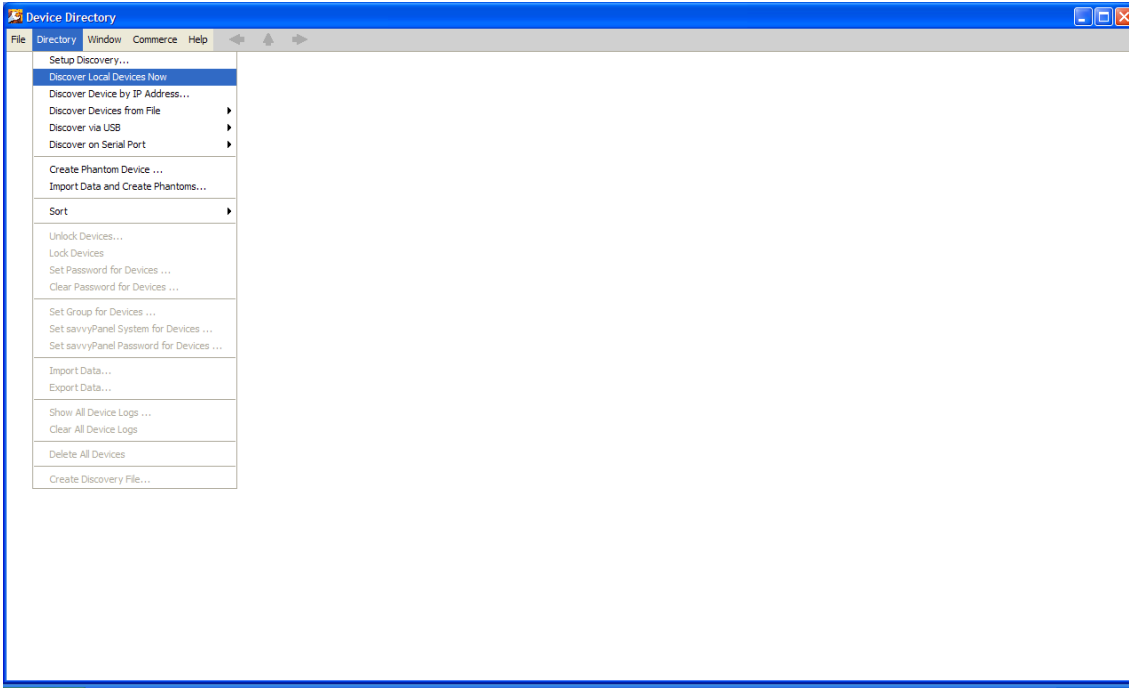 Device Directory
File Directory Window Commerce Help
Setup Discovery...
Discover Local Devices Now
Discover Device by IP Address...
Discover Devices from File
Discover via USB
Discover on Serial Port
Create Phantom Device ...
Import Data and Create Phantoms...
Sort
Unlock Devices...
Lock Devices
Set Password for Devices ...
Clear Password for Devices ...
Set Group for Devices ...
Set savvyPanel System for Devices ...
Set savvyPanel Password for Devices ...
Import Data...
Export Data...
Show All Device Logs ...
Clear All Device Logs
Delete All Devices
Create Discovery File...